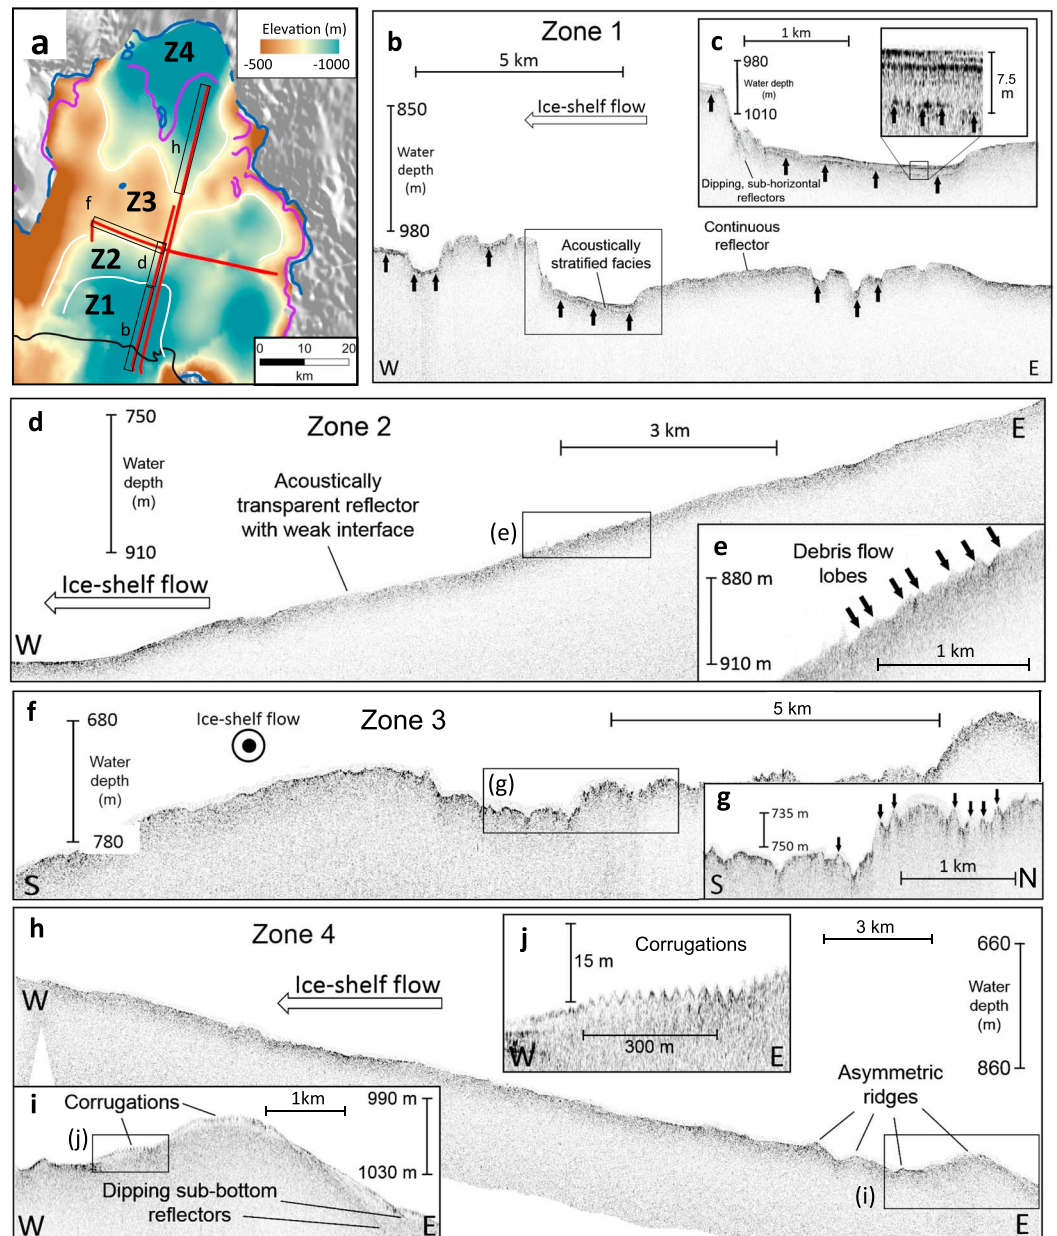 a
Elevation (m)
-500 -1000
Z4
h
Z3
f
Z2
d
Z1
b
0 10 20
km
b
Zone 1
5 km
850
Ice-shelf flow
Water
depth
(m)
980
Acoustically
stratified facies
Continuous
reflector
W
E
c
1 km
980
Water depth
(m)
1010
7.5
m
Dipping, sub-horizontal
reflectors
d
750
Zone 2
E
3 km
Water
depth
(m)
Acoustically
transparent reflector
with weak interface
(e)
910
Ice-shelf flow
W
e
Debris flow
lobes
880 m
1 km
910 m
f
680
Ice-shelf flow
Zone 3
5 km
Water
depth
(m)
(g)
780
S
g
735 m
750 m
1 km
S
N
h
Zone 4
3 km
660
Ice-shelf flow
W
Water
depth
(m)
860
Asymmetric
ridges
(i)
E
j
Corrugations
15 m
300 m
W
E
i
1km
990 m
Corrugations
(j)
1030 m
Dipping sub-bottom
reflectors
W
E